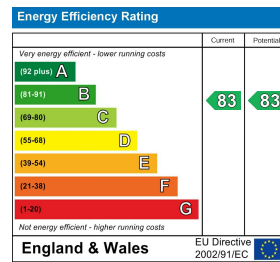 Energy Efficiency Rating
Current Potential
Very energy efficient - lower running costs
(92 plus) A
(81-91) B
83 83
(69-80) C
(55-68) D
(39-54) E
(21-38) F
(1-20) G
Not energy efficient - higher running costs
England & Wales
EU Directive
2002/91/EC